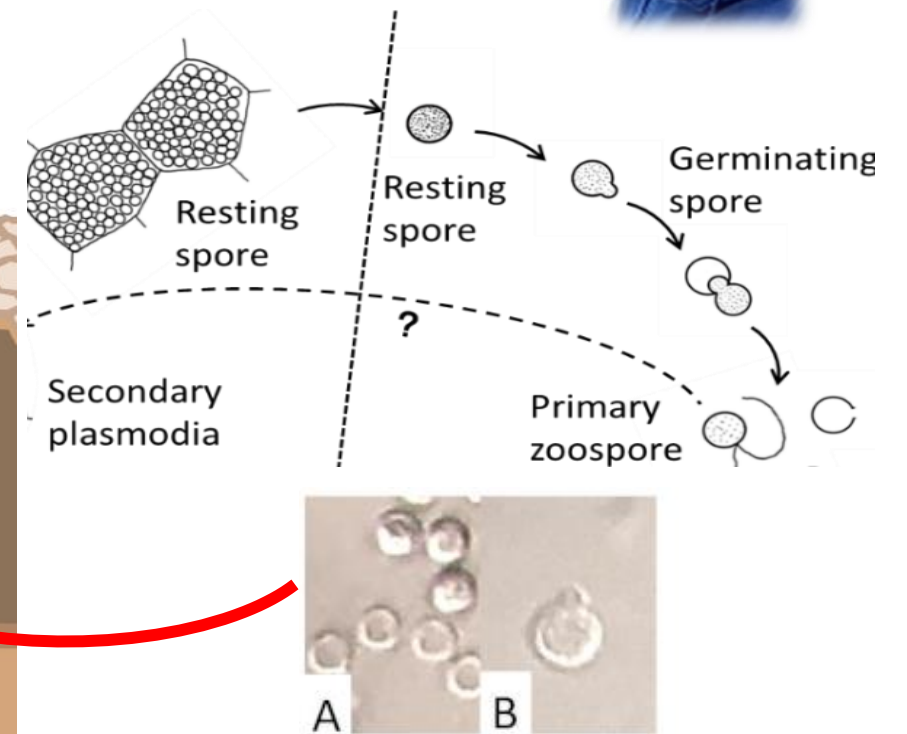 Resting
spore
Resting
spore
Germinating
spore
?
Secondary
plasmodia
Primary
zoospore
A
B